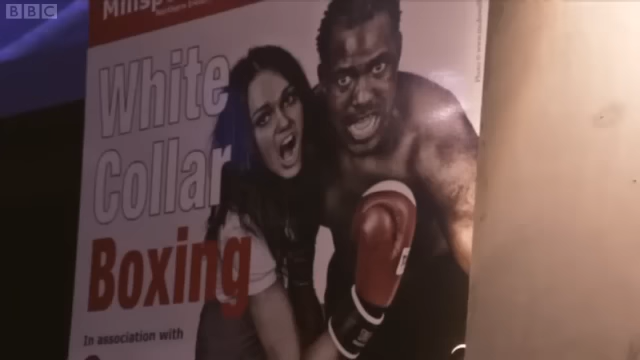 BBC
White
Collar
Boxing
In association with